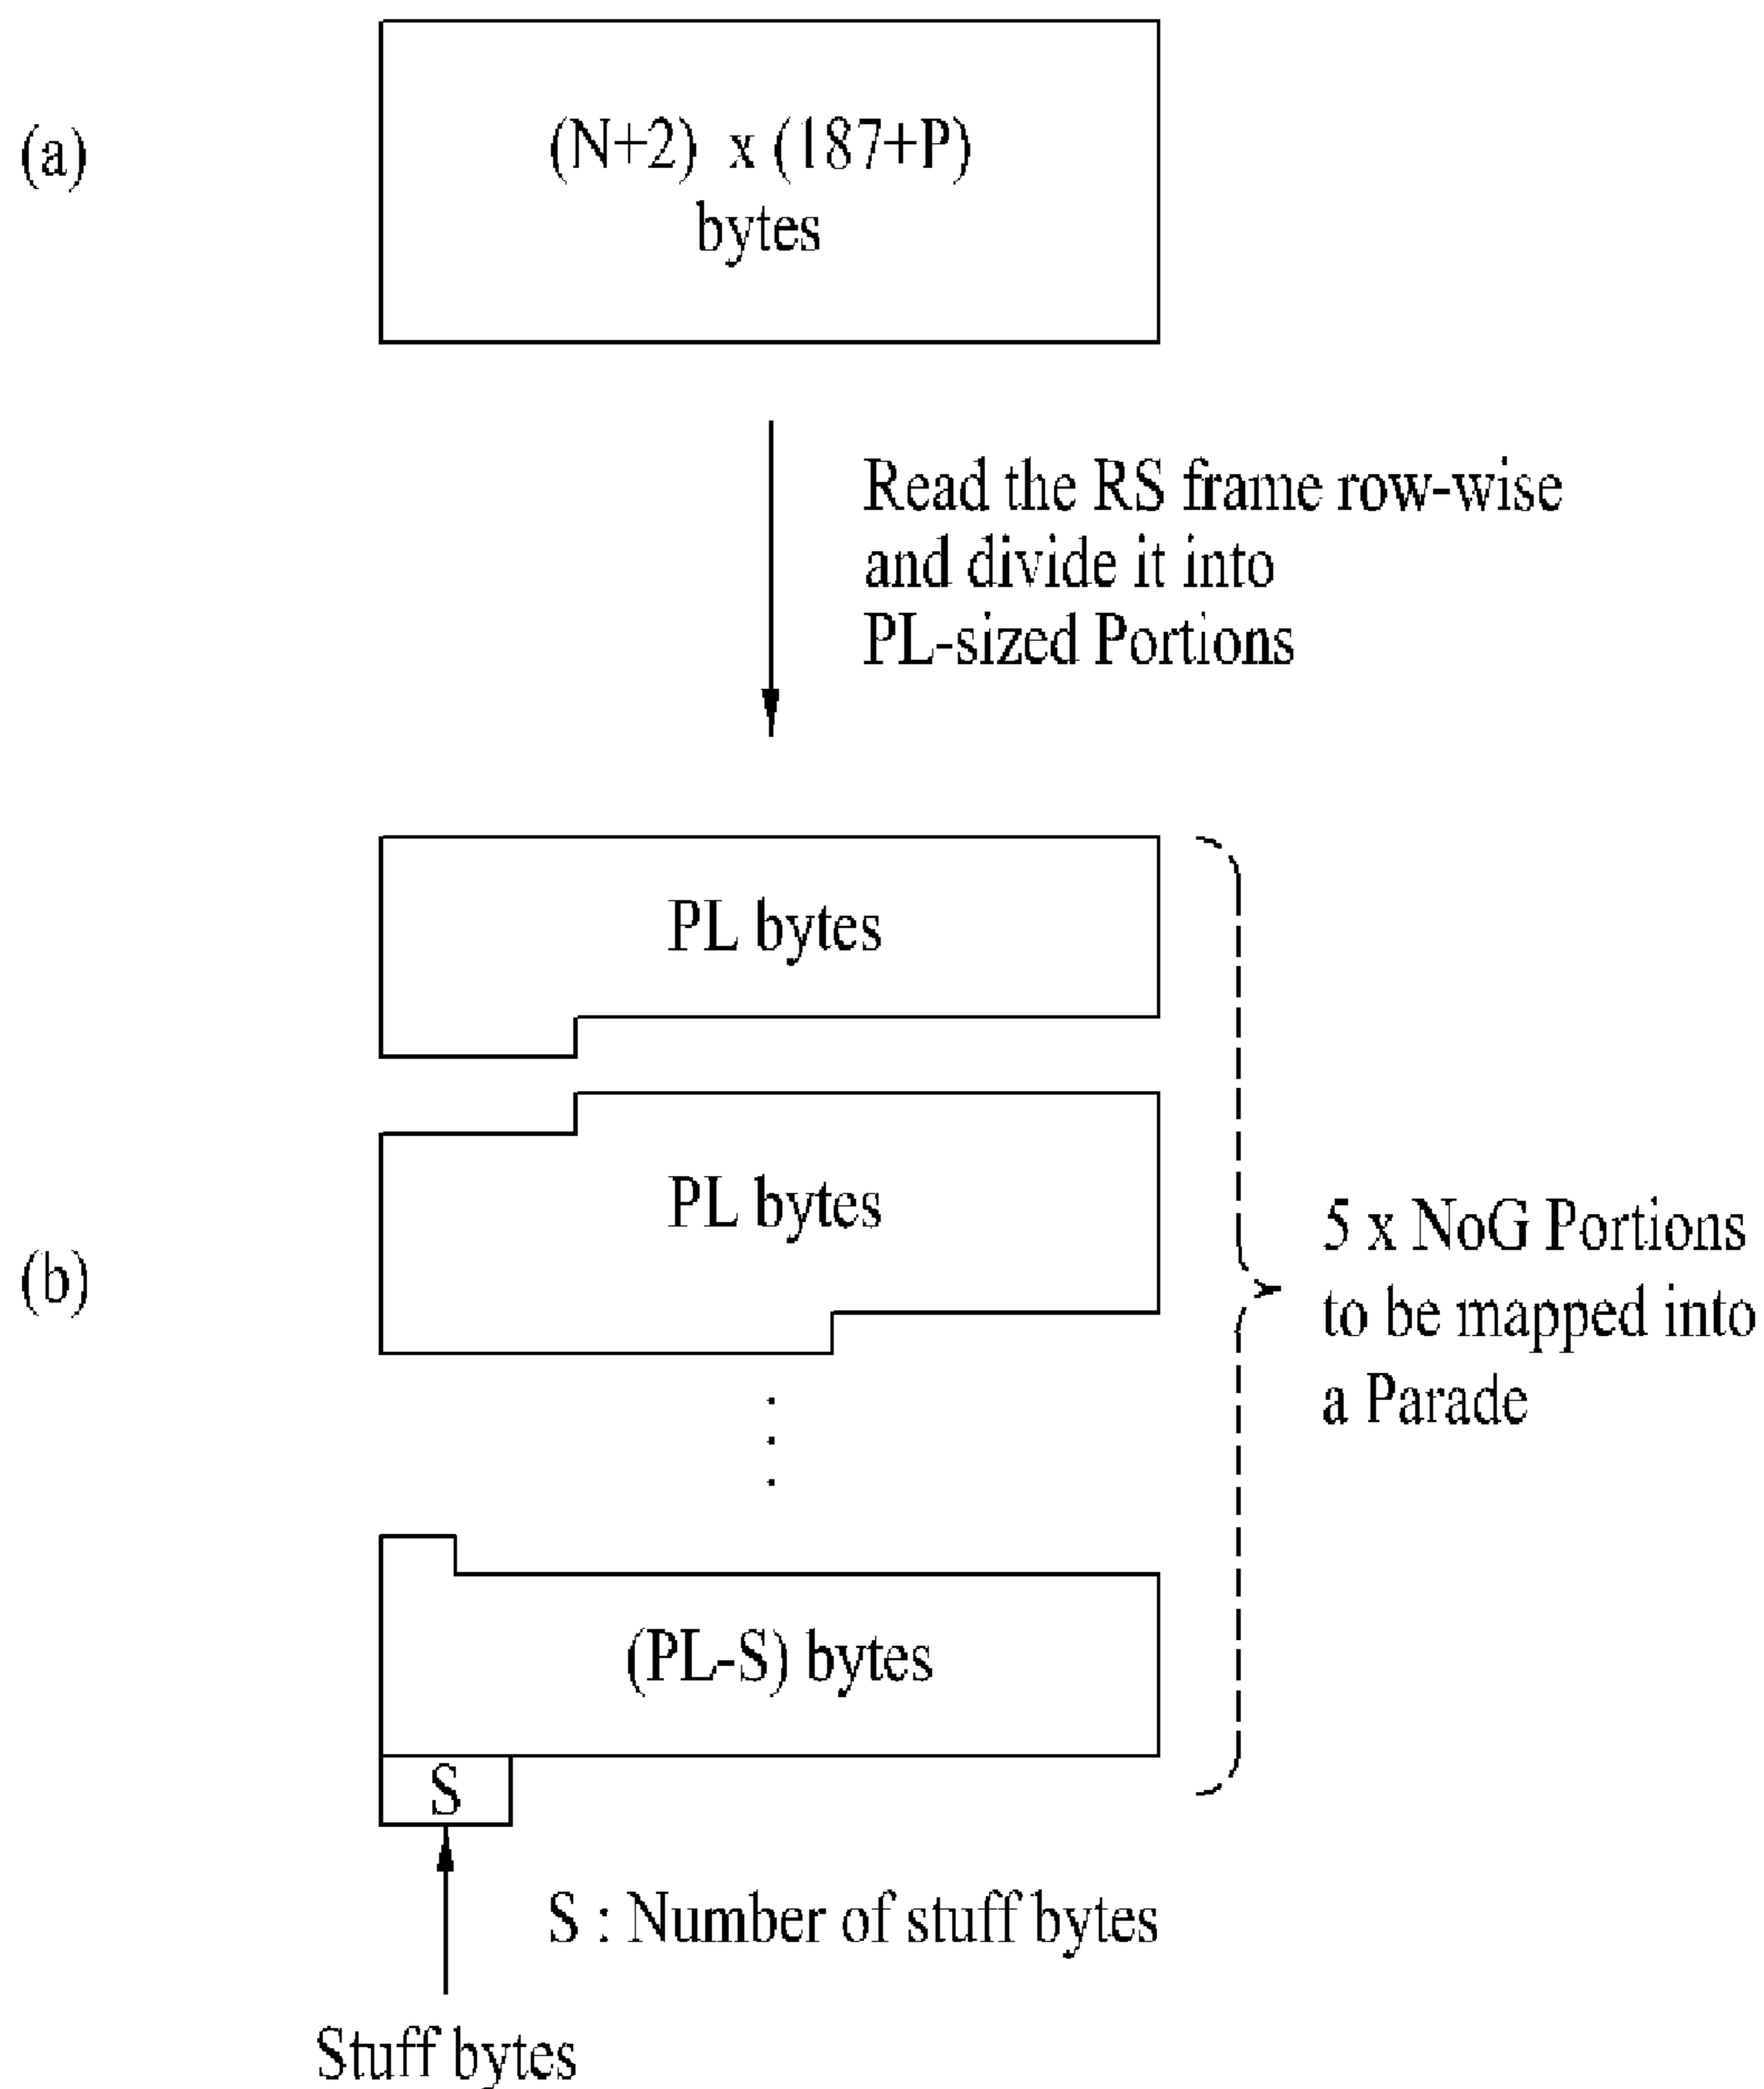 (a)
(N+2) x (187+P)
bytes
Read the RS frame row-wise
and divide it into
PL-sized Portions
PL bytes
PL bytes
(b)
5 x NoG Portions
to be mapped into
a Parade
(PL-S) bytes
S
S : Number of stuff bytes
Stuff bytes